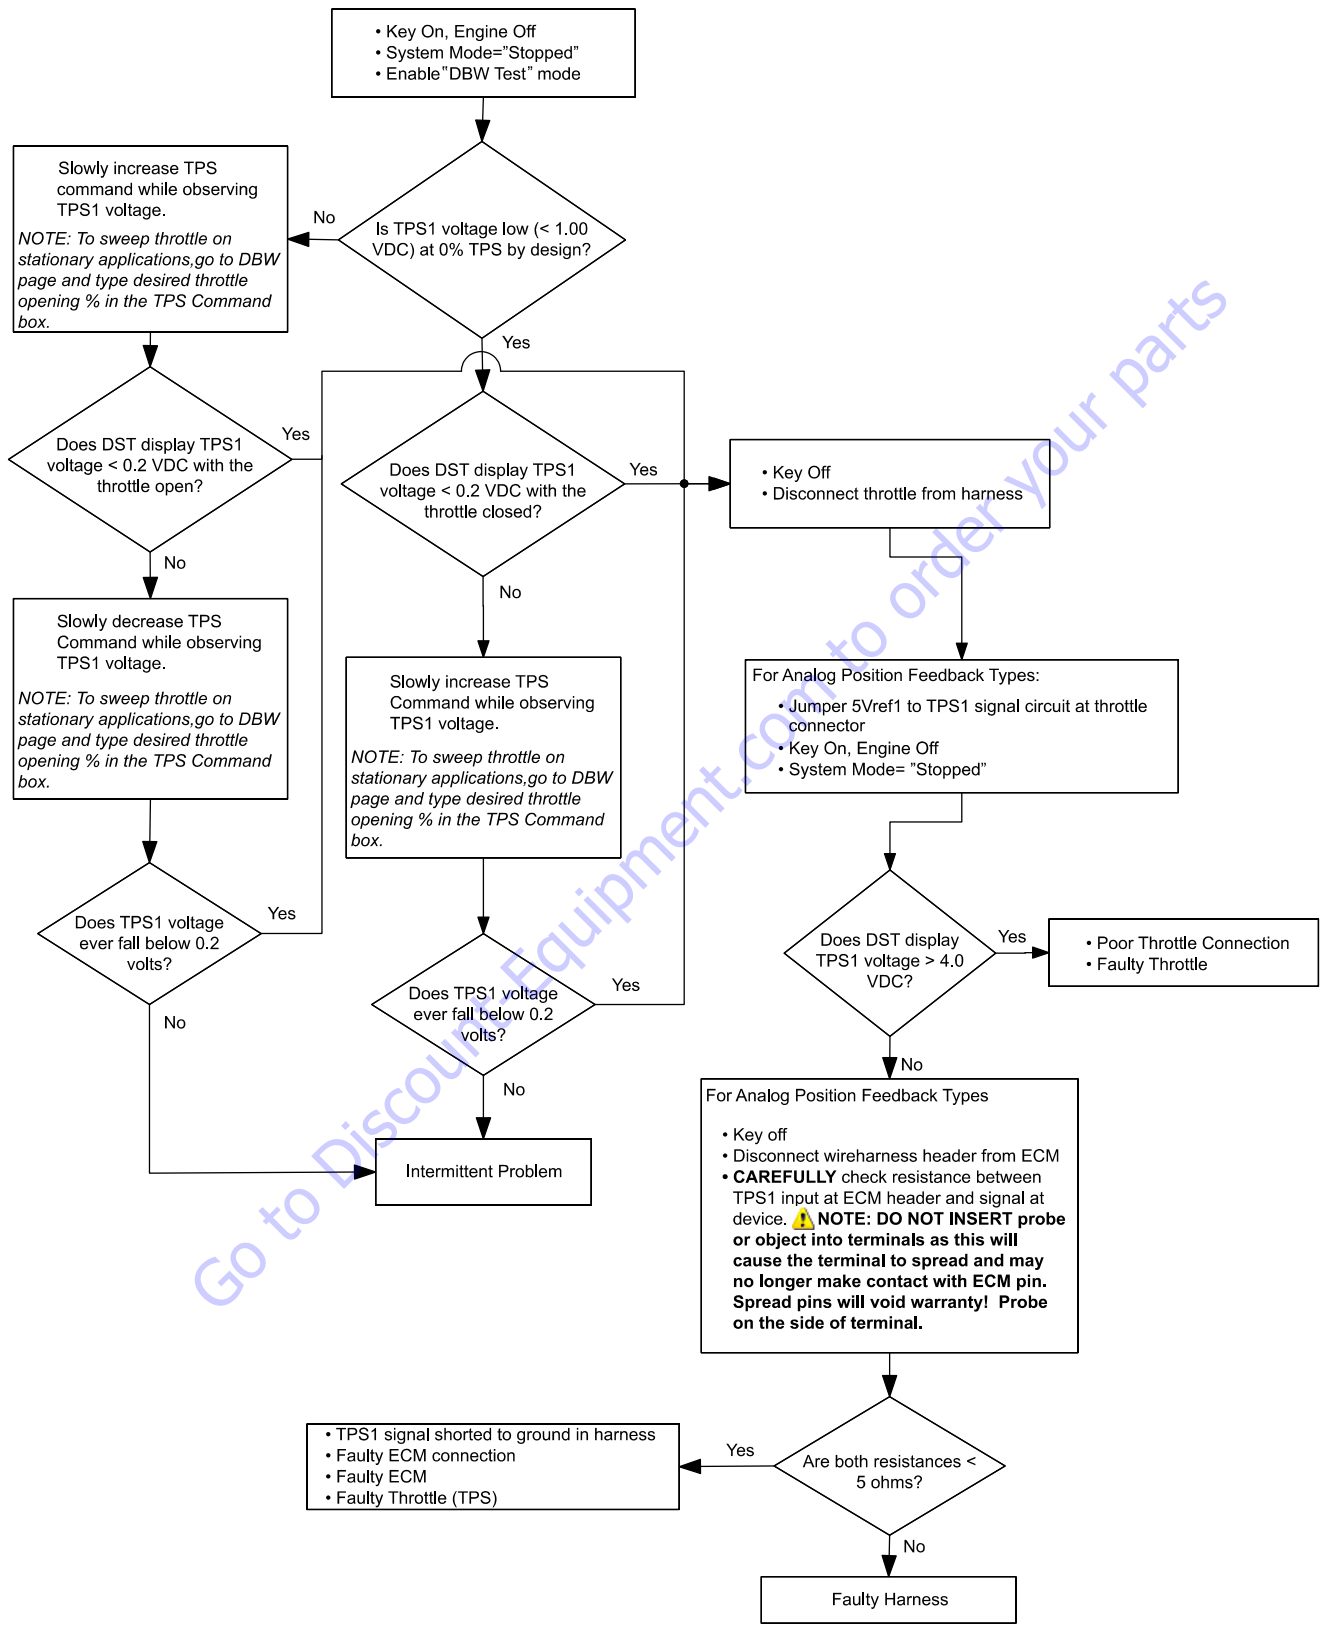 • Key On, Engine Off
• System Mode=”Stopped”
• Enable"DBW Test" mode
Slowly increase TPS
command while observing
TPS1 voltage.
NOTE: To sweep throttle on
stationary applications,go to DBW
page and type desired throttle
opening % in the TPS Command
box.
No
Is TPS1 voltage low (< 1.00
VDC) at 0% TPS by design?
Yes
Does DST display TPS1
voltage < 0.2 VDC with the
throttle open?
Yes
No
Does DST display TPS1
voltage < 0.2 VDC with the
throttle closed?
Yes
No
• Key Off
• Disconnect throttle from harness
Slowly decrease TPS
Command while observing
TPS1 voltage.
NOTE: To sweep throttle on
stationary applications,go to DBW
page and type desired throttle
opening % in the TPS Command
box.
Slowly increase TPS
Command while observing
TPS1 voltage.
NOTE: To sweep throttle on
stationary applications,go to DBW
page and type desired throttle
opening % in the TPS Command
box.
For Analog Position Feedback Types:
• Jumper 5Vref1 to TPS1 signal circuit at throttle
connector
• Key On, Engine Off
• System Mode= ”Stopped”
Does TPS1 voltage
ever fall below 0.2
volts?
Yes
No
Does TPS1 voltage
ever fall below 0.2
volts?
Yes
No
Does DST display
TPS1 voltage > 4.0
VDC?
Yes
No
• Poor Throttle Connection
• Faulty Throttle
Intermittent Problem
For Analog Position Feedback Types
• Key off
• Disconnect wireharness header from ECM
• CAREFULLY check resistance between
TPS1 input at ECM header and signal at
device. NOTE: DO NOT INSERT probe
or object into terminals as this will
cause the terminal to spread and may
no longer make contact with ECM pin.
Spread pins will void warranty! Probe
on the side of terminal.
• TPS1 signal shorted to ground in harness
• Faulty ECM connection
• Faulty ECM
• Faulty Throttle (TPS)
Yes
Are both resistances <
5 ohms?
No
Faulty Harness
Go to Discount-Equipment.com to order your parts